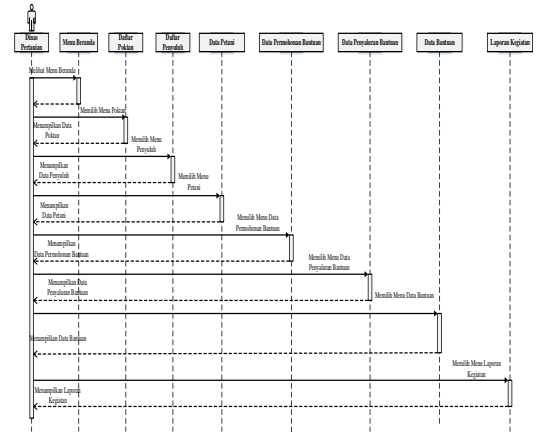 Dinas
Pertanian
Menu Beranda
Daftar
Poktan
Daftar
Penyuluh
Data Petani
Data Permohonan Bantuan
Data Penyaluran Bantuan
Data Bantuan
Laporan Kegiatan
Melihat Menu Beranda
Memilih Menu Poktan
Menampilkan Data
Poktan
Memilih Menu
Penyuluh
Menampilkan
Data Penyuluh
Memilih Menu
Petani
Menampilkan
Data Petani
Memilih Menu Data
Permohonan Bantuan
Menampilkan
Data Permohonan Bantuan
Memilih Menu Data
Penyaluran Bantuan
Menampilkan Data
Penyaluran Bantuan
Memilih Menu Data Bantuan
Menampilkan Data Bantuan
Memilih Menu Laporan
Kegiatan
Menampilkan Laporan
Kegiatan